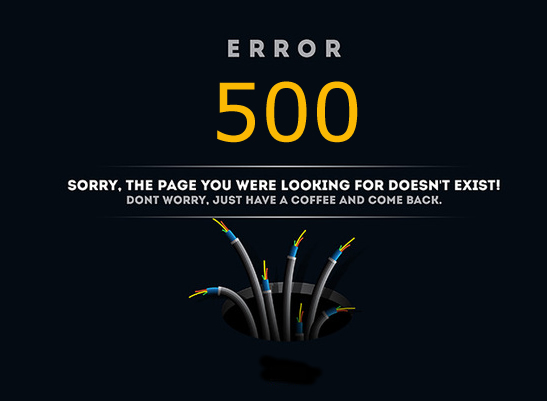 ERROR
500
SORRY, THE PAGE YOU WERE LOOKING FOR DOESN'T EXIST!
DONT WORRY, JUST HAVE A COFFEE AND COME BACK.